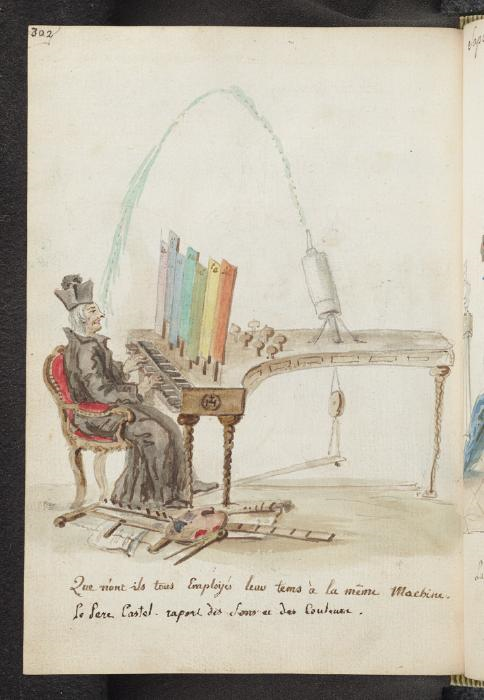 302
Que n'ont-ils tous Employés leur tems à la même Machine.
Le Pere Castel. raport des Sons et des Couleurs.